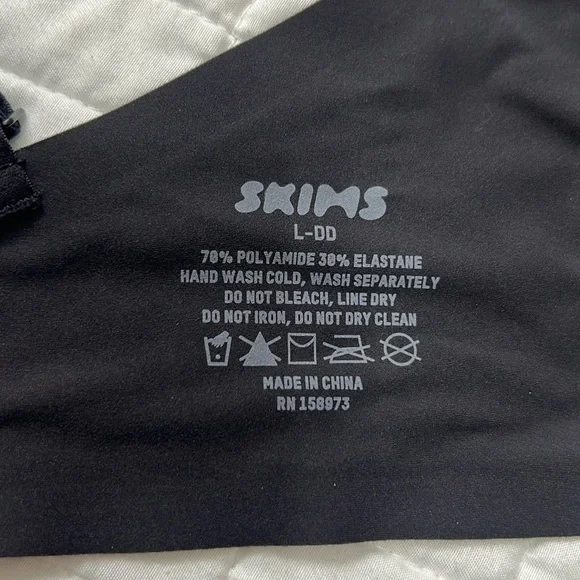 SKIMS
L-DD
70% POLYAMIDE 30% ELASTANE
HAND WASH COLD, WASH SEPARATELY
DO NOT BLEACH, LINE DRY
DO NOT IRON, DO NOT DRY CLEAN
MADE IN CHINA
RN 158973